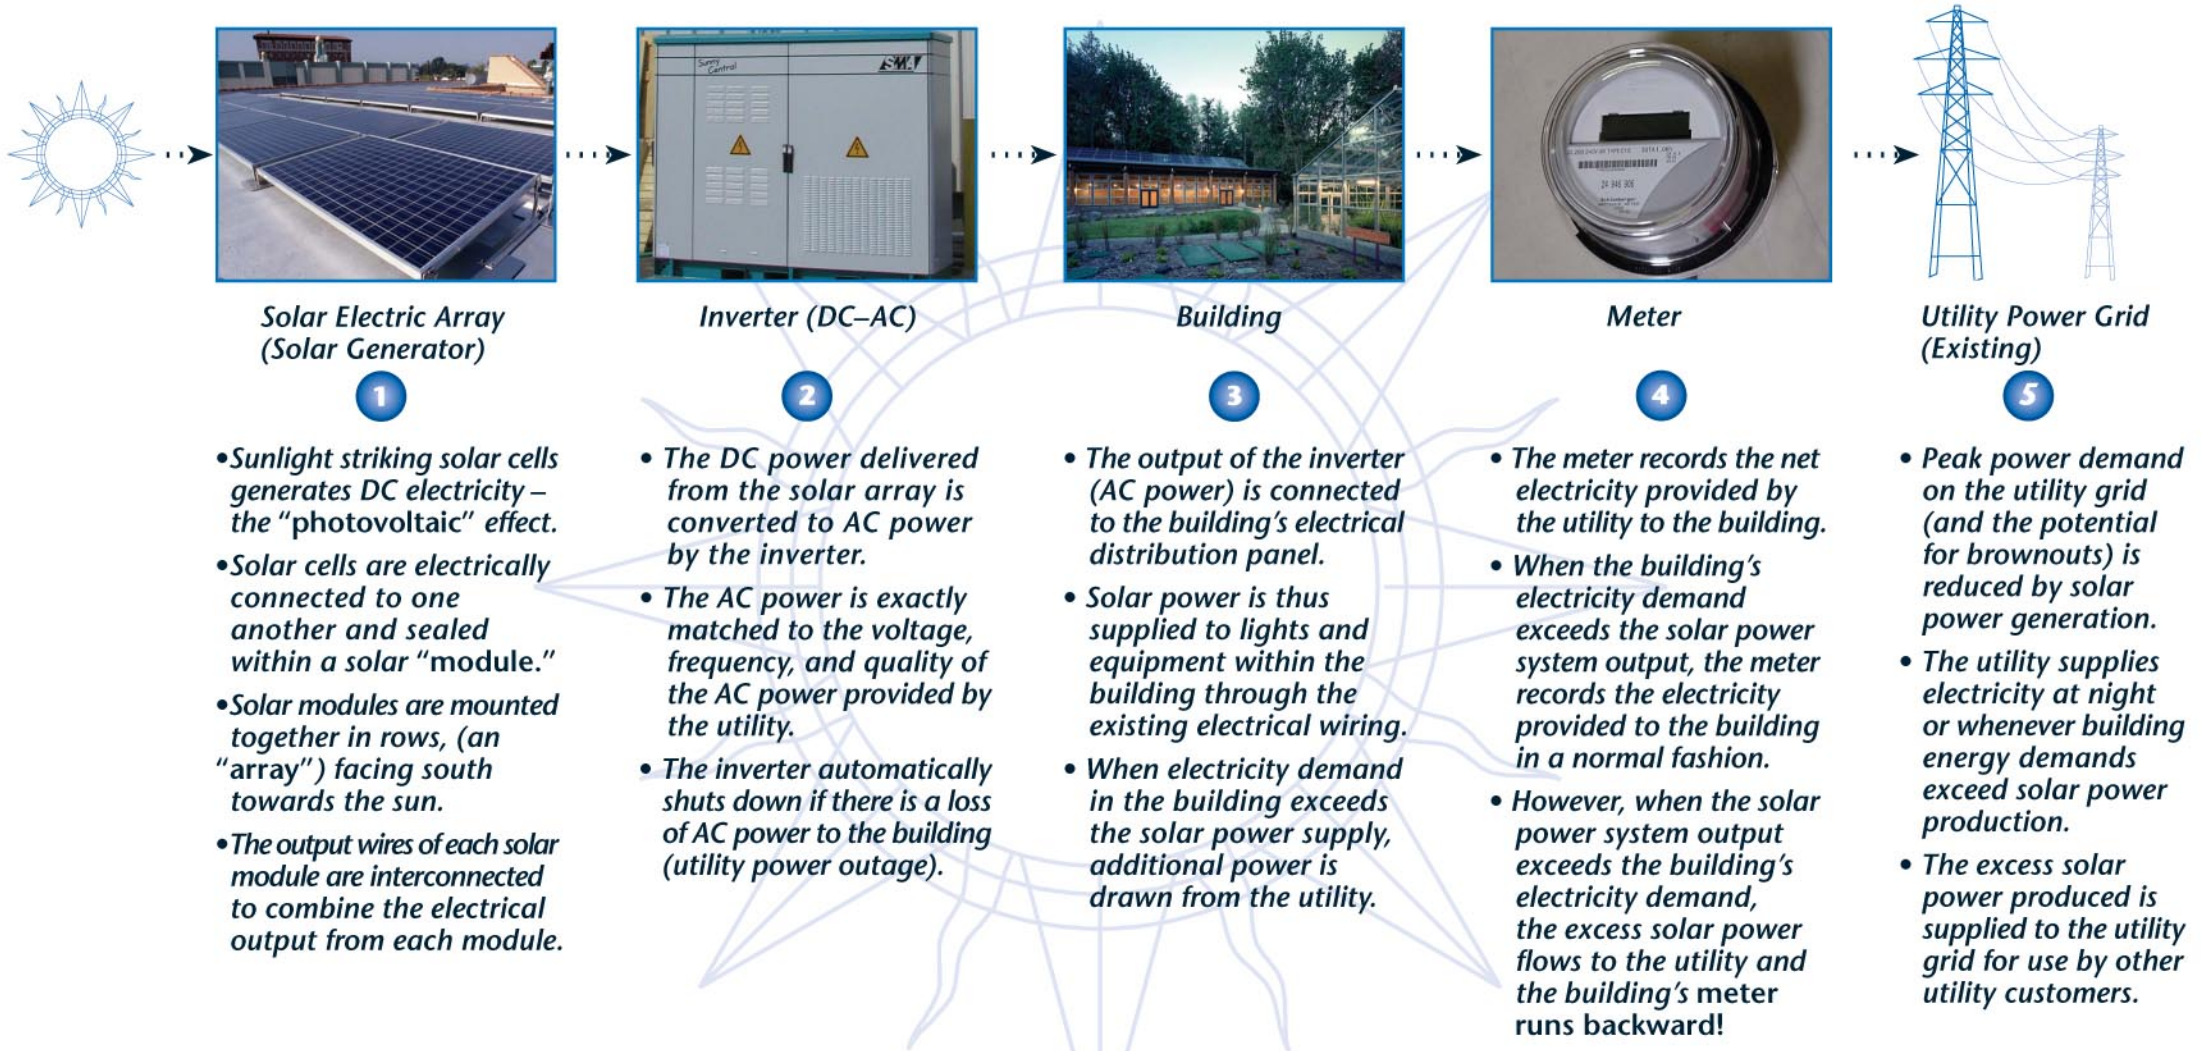 Sunny
Central
SMA
24 946 906
Schlumberger
Solar Electric Array
(Solar Generator)
1
•Sunlight striking solar cells
generates DC electricity –
the “photovoltaic” effect.
•Solar cells are electrically
connected to one
another and sealed
within a solar “module.”
•Solar modules are mounted
together in rows, (an
“array”) facing south
towards the sun.
•The output wires of each solar
module are interconnected
to combine the electrical
output from each module.
Inverter (DC–AC)
2
• The DC power delivered
from the solar array is
converted to AC power
by the inverter.
• The AC power is exactly
matched to the voltage,
frequency, and quality of
the AC power provided by
the utility.
• The inverter automatically
shuts down if there is a loss
of AC power to the building
(utility power outage).
Building
3
• The output of the inverter
(AC power) is connected
to the building’s electrical
distribution panel.
• Solar power is thus
supplied to lights and
equipment within the
building through the
existing electrical wiring.
• When electricity demand
in the building exceeds
the solar power supply,
additional power is
drawn from the utility.
Meter
4
• The meter records the net
electricity provided by
the utility to the building.
• When the building’s
electricity demand
exceeds the solar power
system output, the meter
records the electricity
provided to the building
in a normal fashion.
• However, when the solar
power system output
exceeds the building’s
electricity demand,
the excess solar power
flows to the utility and
the building’s meter
runs backward!
Utility Power Grid
(Existing)
5
• Peak power demand
on the utility grid
(and the potential
for brownouts) is
reduced by solar
power generation.
• The utility supplies
electricity at night
or whenever building
energy demands
exceed solar power
production.
• The excess solar
power produced is
supplied to the utility
grid for use by other
utility customers.